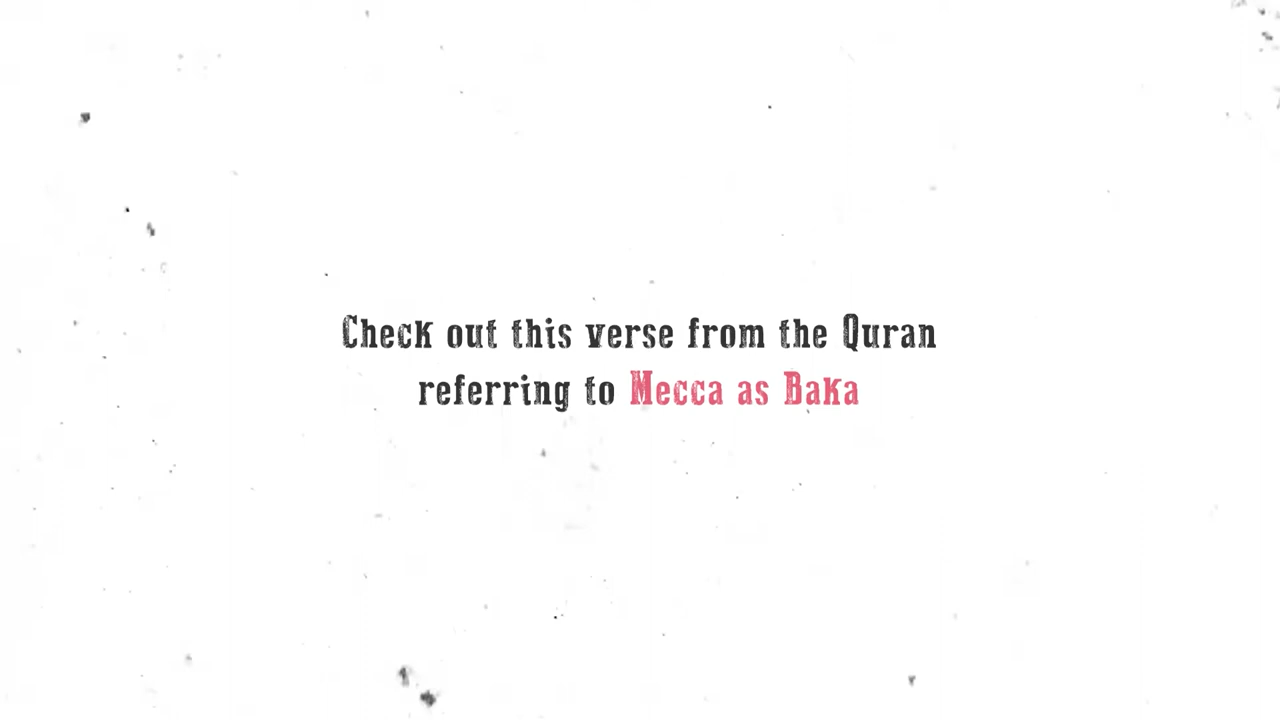 Check out this verse from the Quran
referring to Mecca as Baka